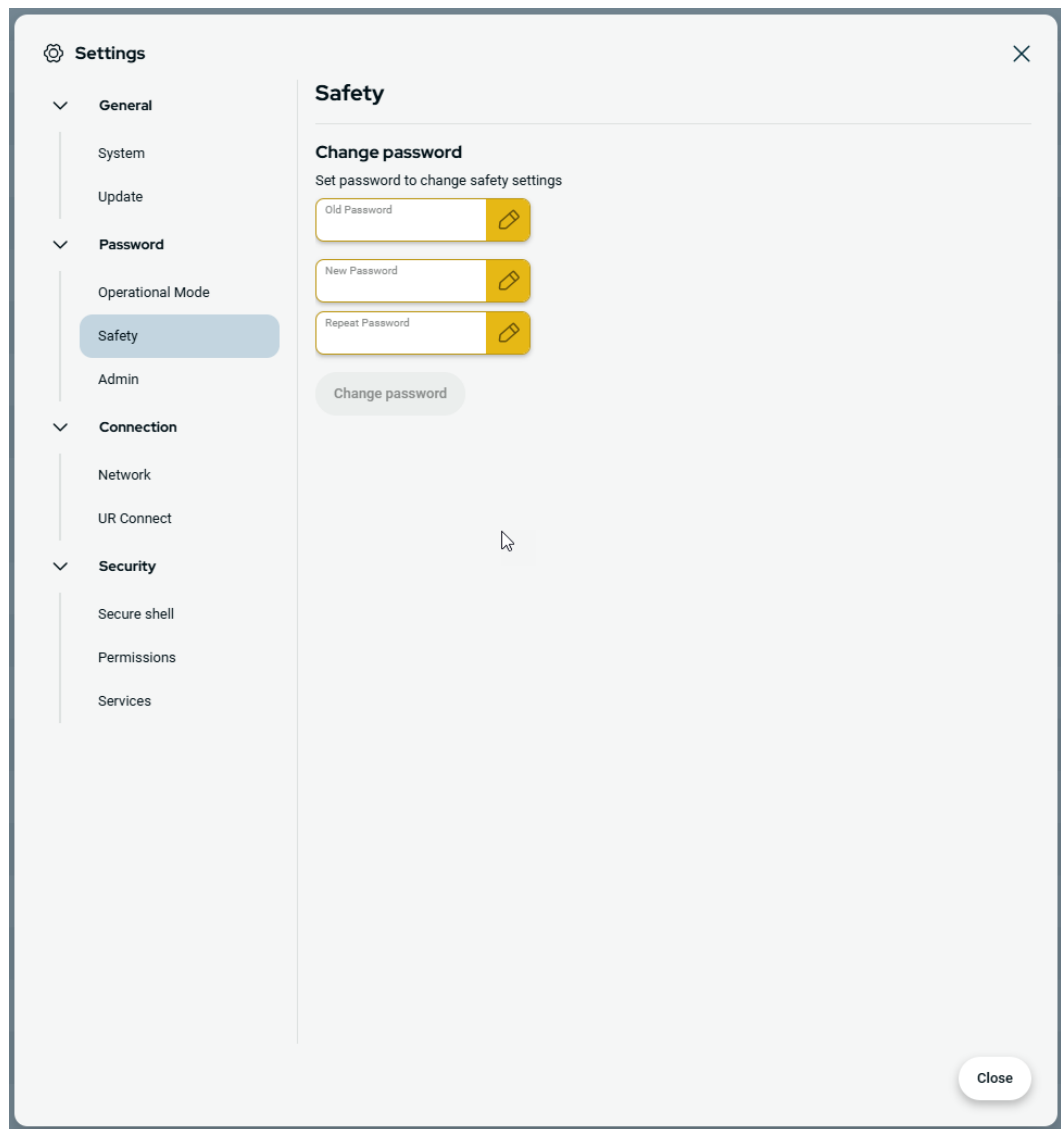 Settings
General
System
Update
Password
Operational Mode
Safety
Admin
Connection
Network
UR Connect
Security
Secure shell
Permissions
Services
Safety
Change password
Set password to change safety settings
Old Password
New Password
Repeat Password
Change password
Close